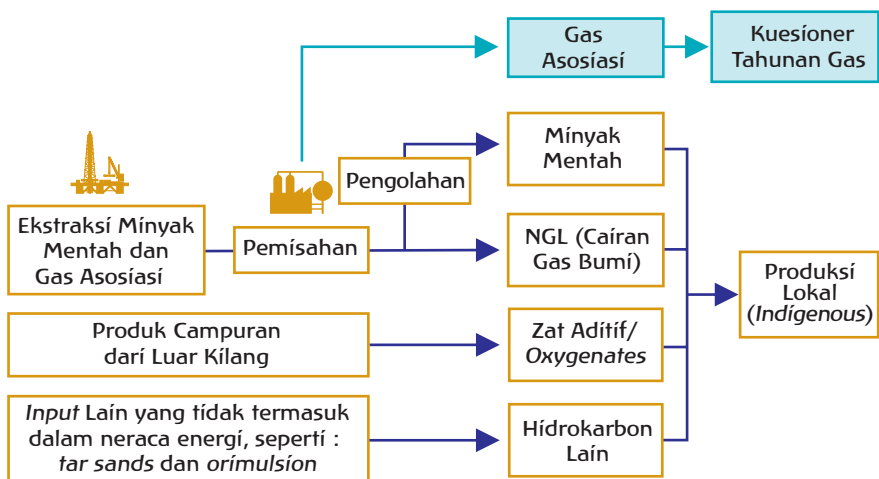 Gas
Asosiasi
Kuesioner
Tahunan Gas
Minyak
Mentah
Pengolahan
Ekstraksi Minyak
Mentah dan
Gas Asosiasi
Pemisahan
NGL (Cairan
Gas Bumi)
Produksi
Lokal
(Indigenous)
Produk Campuran
dari Luar Kilang
Zat Aditif/
Oxygenates
Input Lain yang tidak termasuk
dalam neraca energi, seperti :
tar sands dan orimulsion
Hidrokarbon
Lain